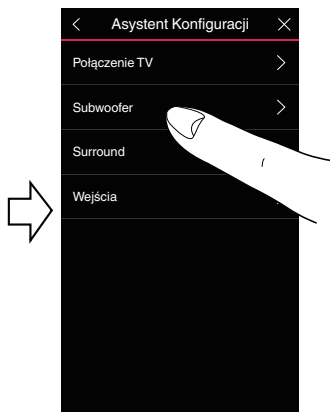 Asystent Konfiguracji
Połączenie TV
Subwoofer
Surround
Wejścia